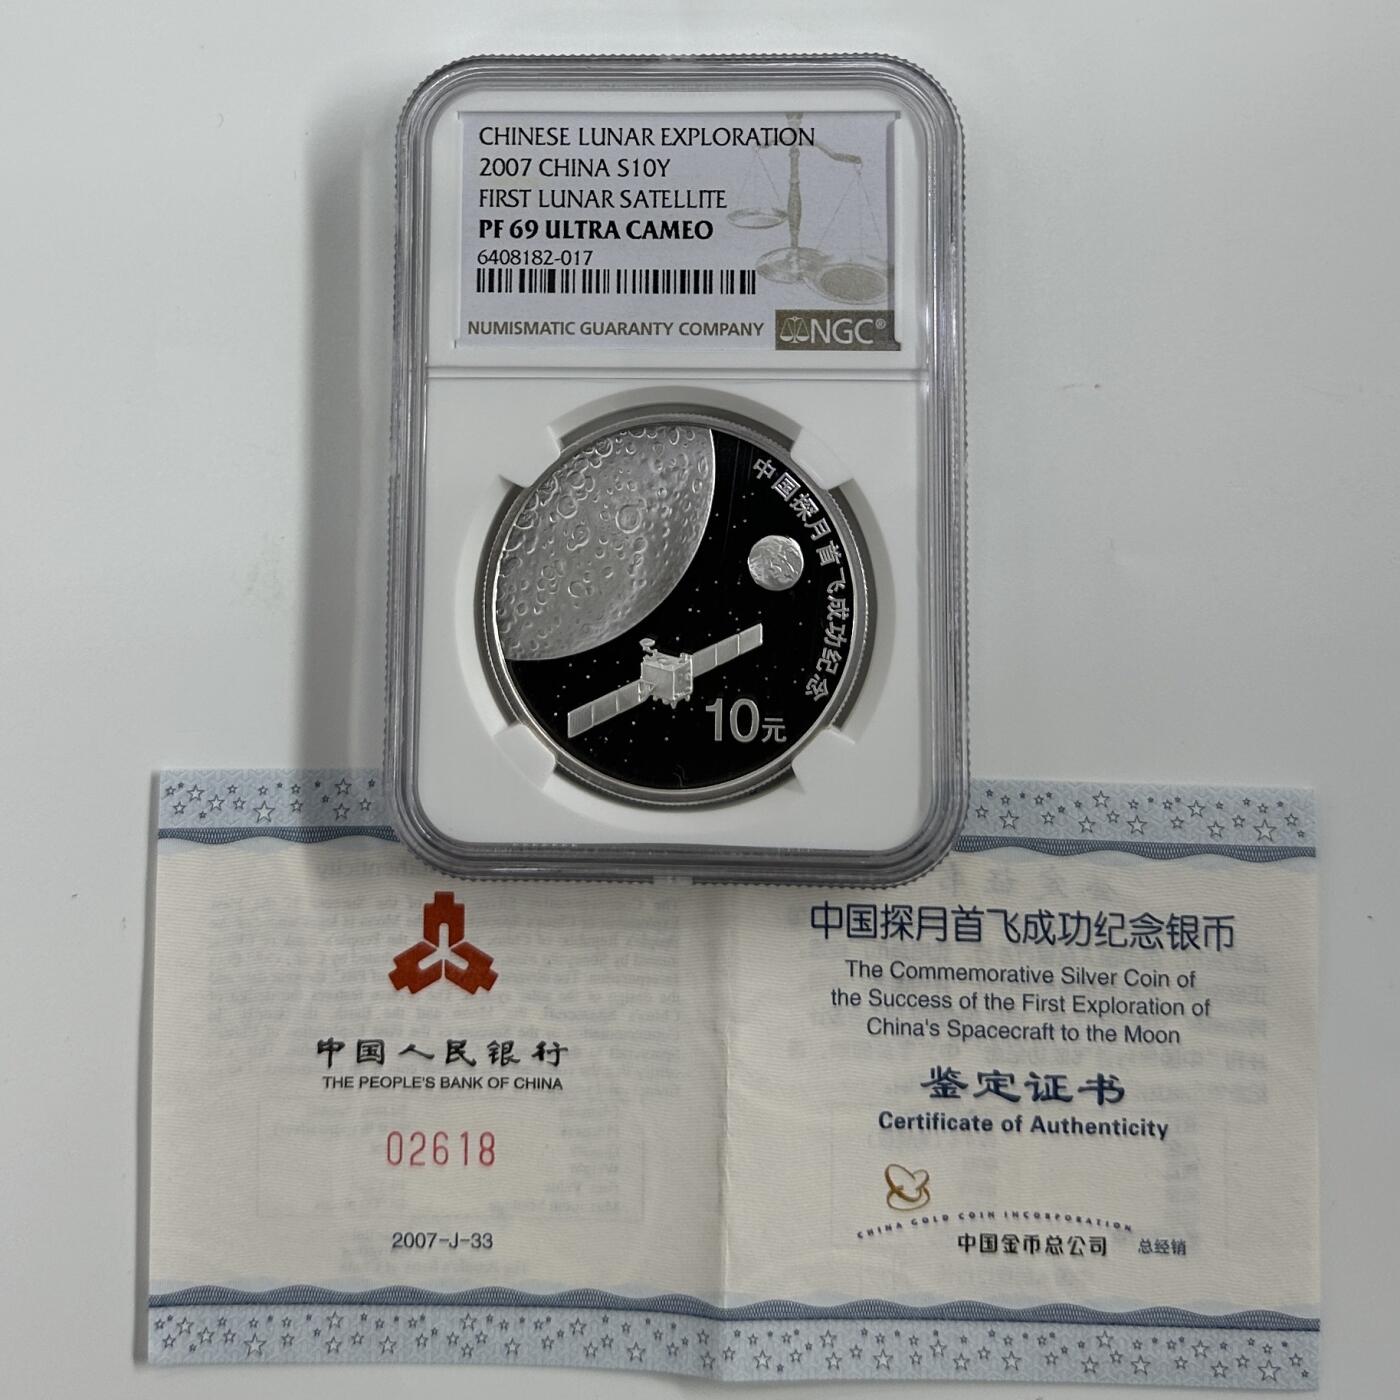 CHINESE LUNAR EXPLORATION
2007 CHINA S10Y
FIRST LUNAR SATELLITE
PF 69 ULTRA CAMEO
6408182-017
NUMISMATIC GUARANTY COMPANY
NGC®
中国探月首飞成功纪念
10元
中国人民银行
THE PEOPLE'S BANK OF CHINA
02618
2007-J-33
中国探月首飞成功纪念银币
The Commemorative Silver Coin of
the Success of the First Exploration of
China's Spacecraft to the Moon
鉴定证书
Certificate of Authenticity
CHINA GOLD COIN INCORPORATION
中国金币总公司 总经销